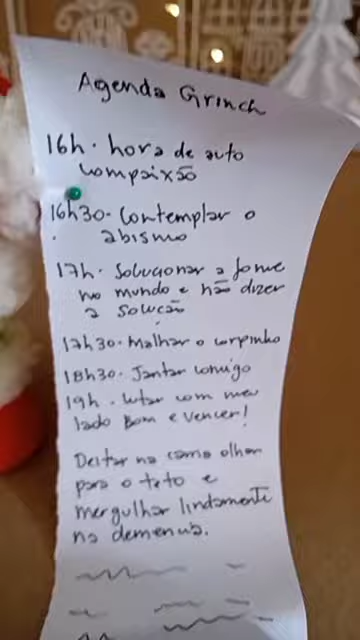 Agenda Grinch
16h. hora de auto
compaixão
16h30. Contemplar o
abismo
17h. Solucionar a fome
no mundo e não dizer
a solução
17h30. Malhar o corpinho
18h30. Jantar comigo
19h. lutar com meu
lado Bom e vencer!
Deitar na cama olhar
para o teto e
mergulhar lindamente
na demência.